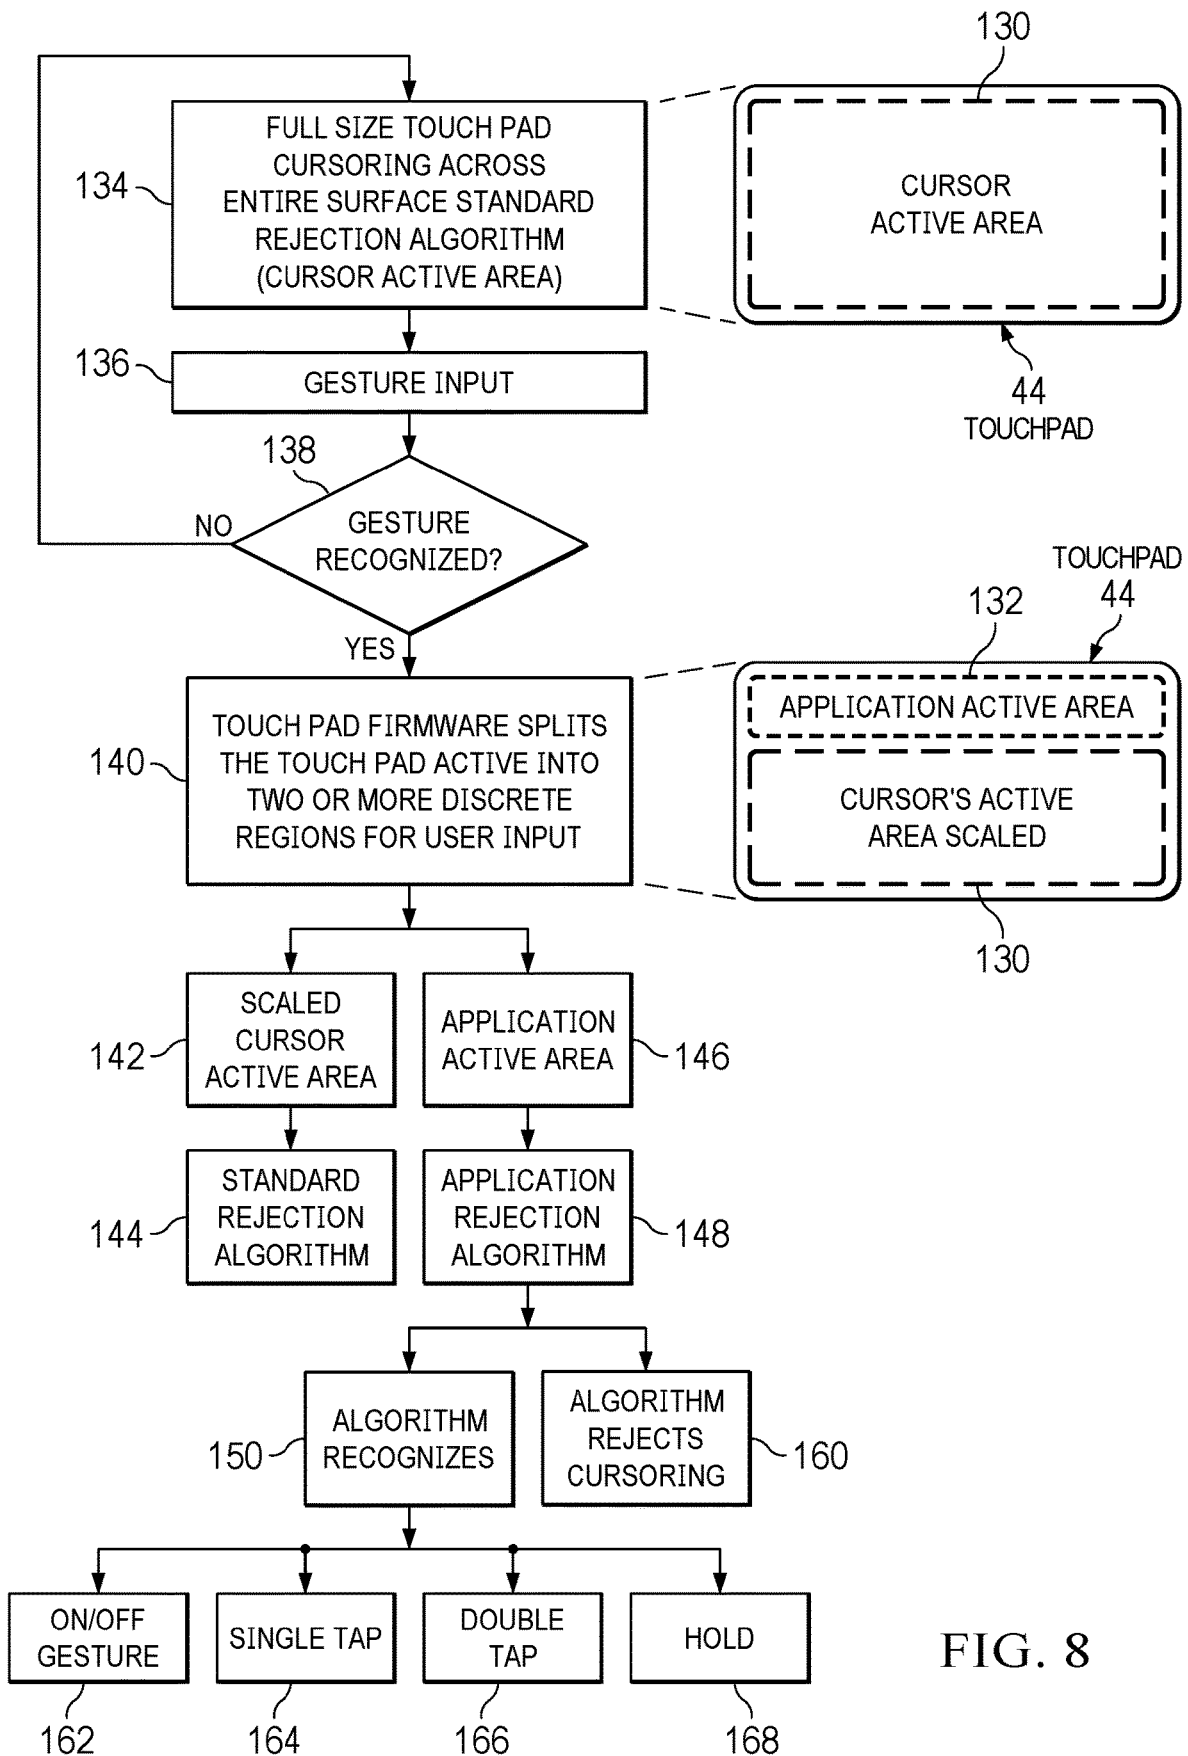 130
134
FULL SIZE TOUCH PAD
CURSORING ACROSS
ENTIRE SURFACE STANDARD
REJECTION ALGORITHM
(CURSOR ACTIVE AREA)
CURSOR
ACTIVE AREA
136
GESTURE INPUT
44
TOUCHPAD
138
NO
GESTURE
RECOGNIZED?
YES
TOUCHPAD
44
132
140
TOUCH PAD FIRMWARE SPLITS
THE TOUCH PAD ACTIVE INTO
TWO OR MORE DISCRETE
REGIONS FOR USER INPUT
APPLICATION ACTIVE AREA
CURSOR'S ACTIVE
AREA SCALED
130
142
SCALED
CURSOR
ACTIVE AREA
APPLICATION
ACTIVE AREA
146
144
STANDARD
REJECTION
ALGORITHM
APPLICATION
REJECTION
ALGORITHM
148
150
ALGORITHM
RECOGNIZES
ALGORITHM
REJECTS
CURSORING
160
ON/OFF
GESTURE
SINGLE TAP
DOUBLE
TAP
HOLD
162
164
166
168
FIG. 8